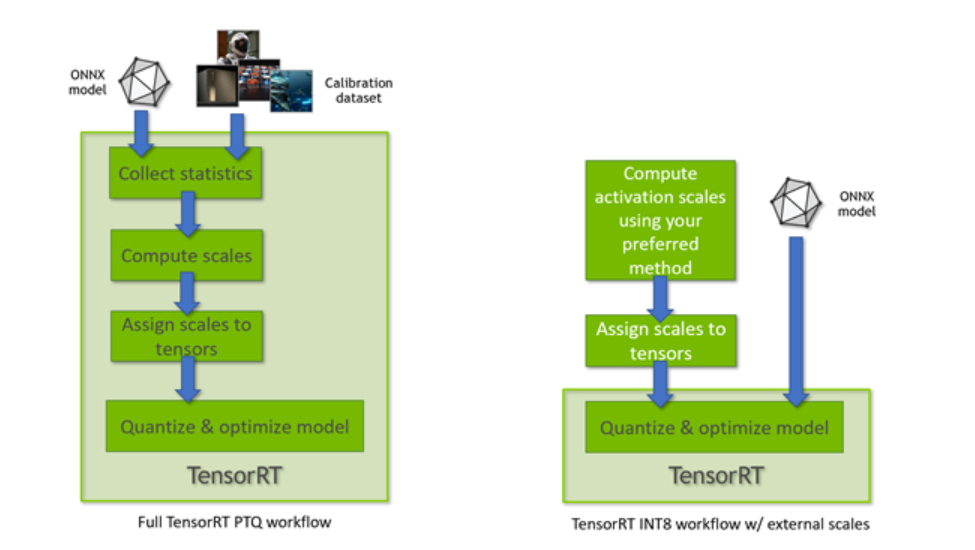 ONNX
model
Calibration
dataset
Collect statistics
Compute scales
Assign scales to
tensors
Quantize & optimize model
TensorRT
Full TensorRT PTQ workflow
Compute
activation scales
using your
preferred
method
ONNX
model
Assign scales to
tensors
Quantize & optimize model
TensorRT
TensorRT INT8 workflow w/ external scales